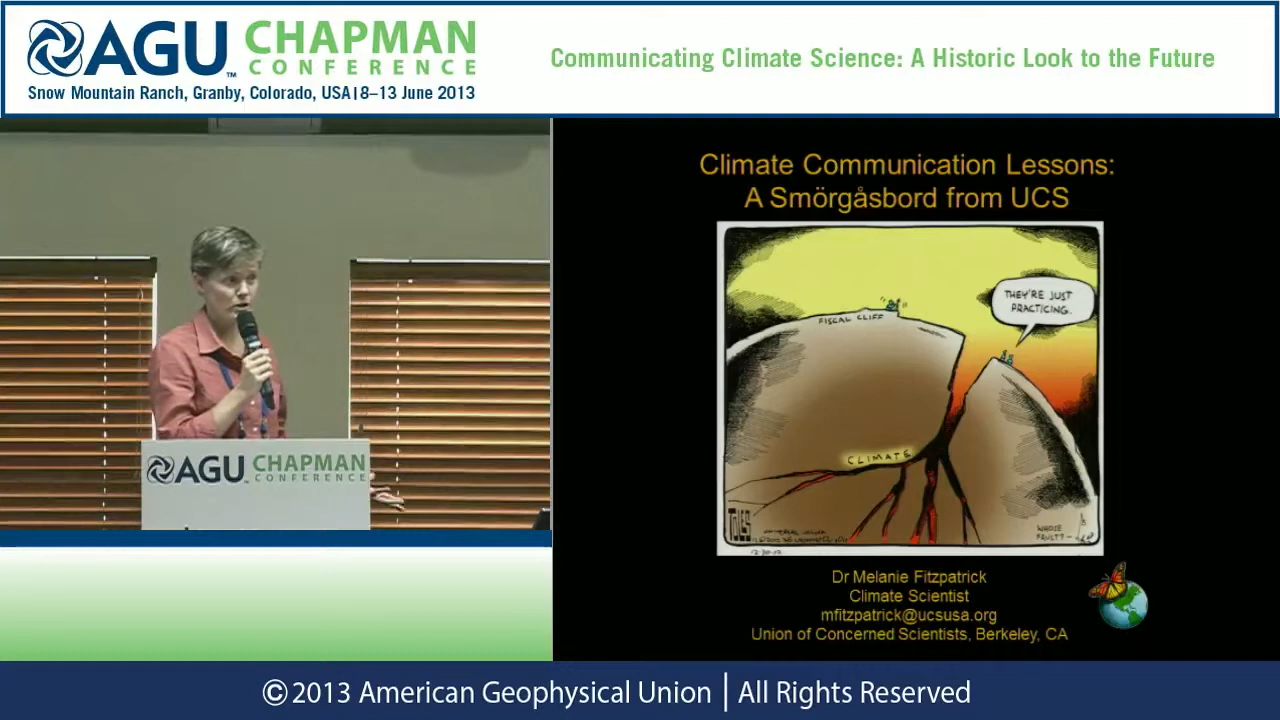 AGU CHAPMAN
CONFERENCE
Snow Mountain Ranch, Granby, Colorado, USA|8–13 June 2013
Communicating Climate Science: A Historic Look to the Future
Climate Communication Lessons:
A Smörgåsbord from UCS
THEY'RE JUST
PRACTICING.
FISCAL CLIFF
CLIMATE
TOLES
WHOSE
FAULT?
12-30-12
AGU CHAPMAN
CONFERENCE
Dr Melanie Fitzpatrick
Climate Scientist
mfitzpatrick@ucsusa.org
Union of Concerned Scientists, Berkeley, CA
©2013 American Geophysical Union | All Rights Reserved